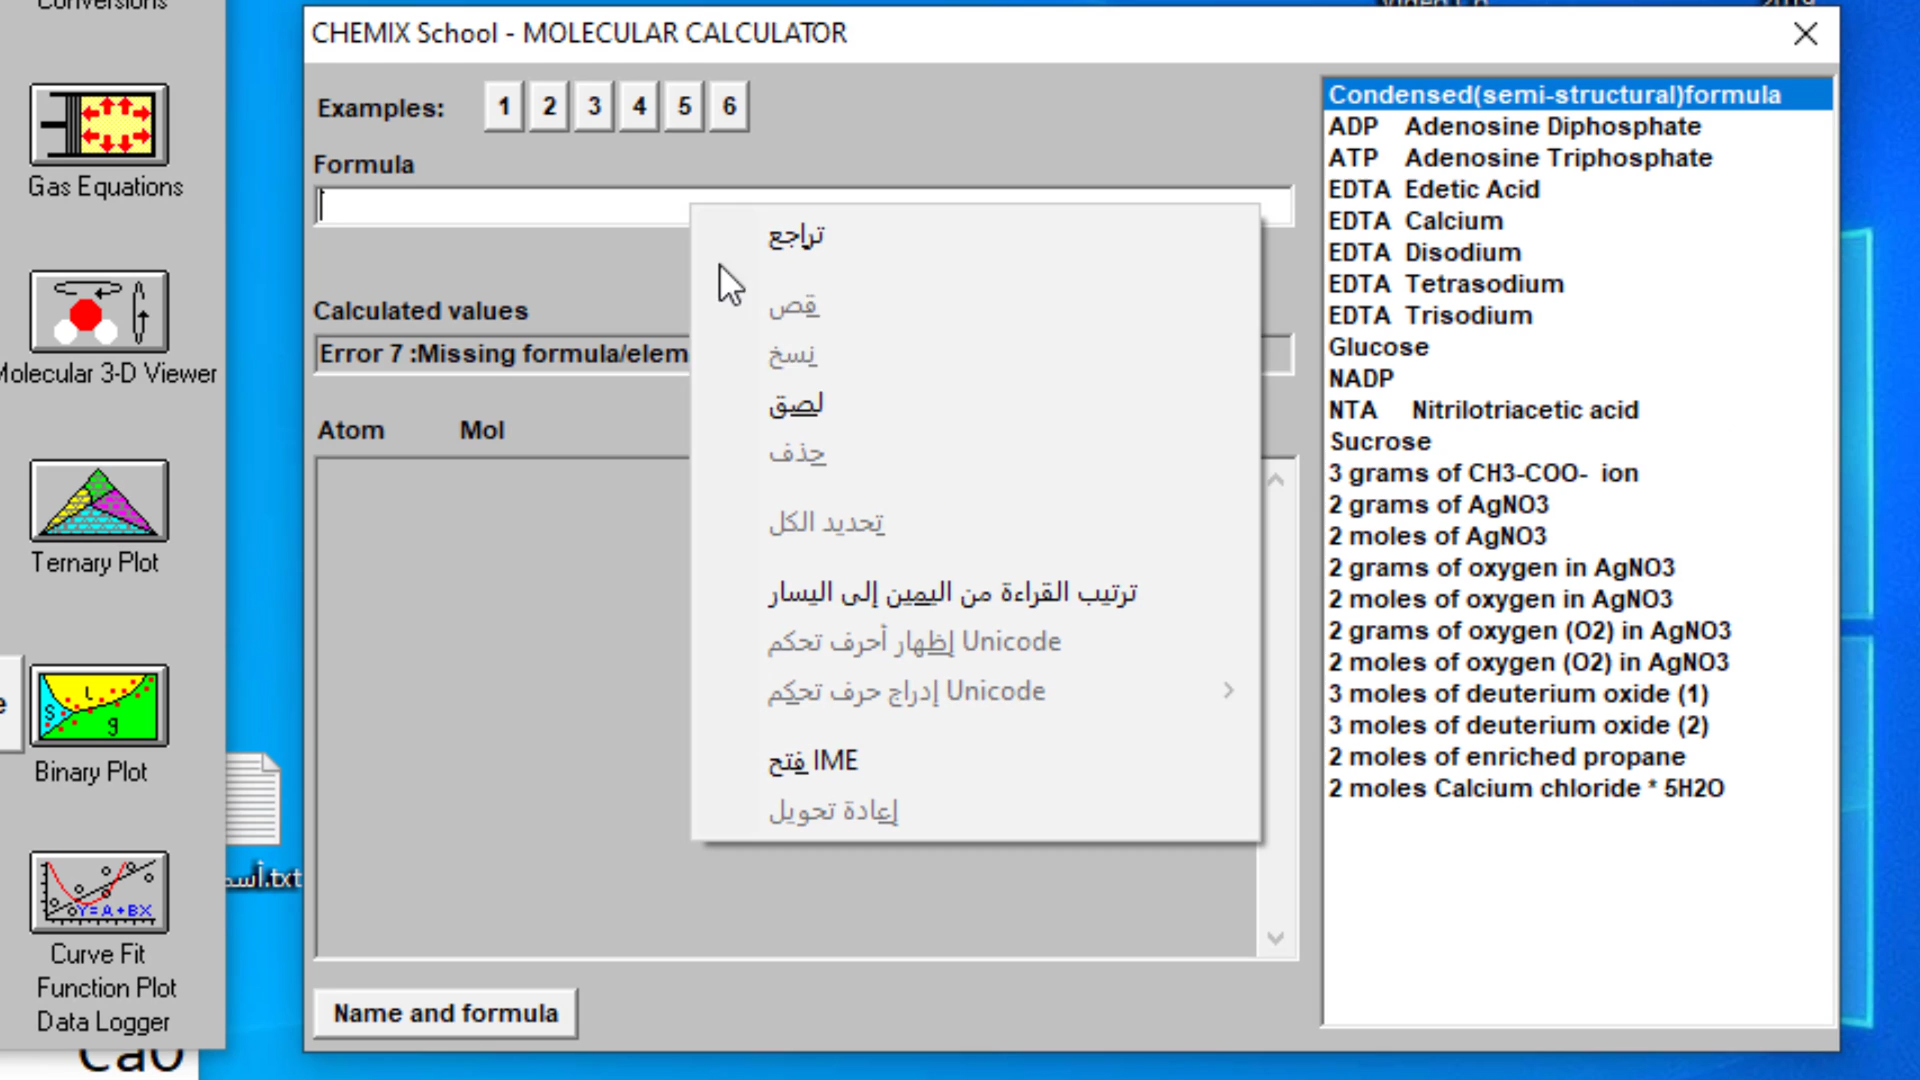 Conversions
Gas Equations
Molecular 3-D Viewer
Ternary Plot
Binary Plot
Curve Fit
Function Plot
Data Logger
CaO
.txt
2019
CHEMIX School - MOLECULAR CALCULATOR
Examples: 1 2 3 4 5 6
Formula
Calculated values
Error 7 :Missing formula/elem
Atom Mol
Name and formula
تراجع
قص
نسخ
لصق
حذف
تحديد الكل
ترتيب القراءة من اليمين إلى اليسار
إظهار أحرف تحكم Unicode
إدراج حرف تحكم Unicode
فتح IME
إعادة تحويل
Condensed(semi-structural)formula
ADP Adenosine Diphosphate
ATP Adenosine Triphosphate
EDTA Edetic Acid
EDTA Calcium
EDTA Disodium
EDTA Tetrasodium
EDTA Trisodium
Glucose
NADP
NTA Nitrilotriacetic acid
Sucrose
3 grams of CH3-COO- ion
2 grams of AgNO3
2 moles of AgNO3
2 grams of oxygen in AgNO3
2 moles of oxygen in AgNO3
2 grams of oxygen (O2) in AgNO3
2 moles of oxygen (O2) in AgNO3
3 moles of deuterium oxide (1)
3 moles of deuterium oxide (2)
2 moles of enriched propane
2 moles Calcium chloride * 5H2O